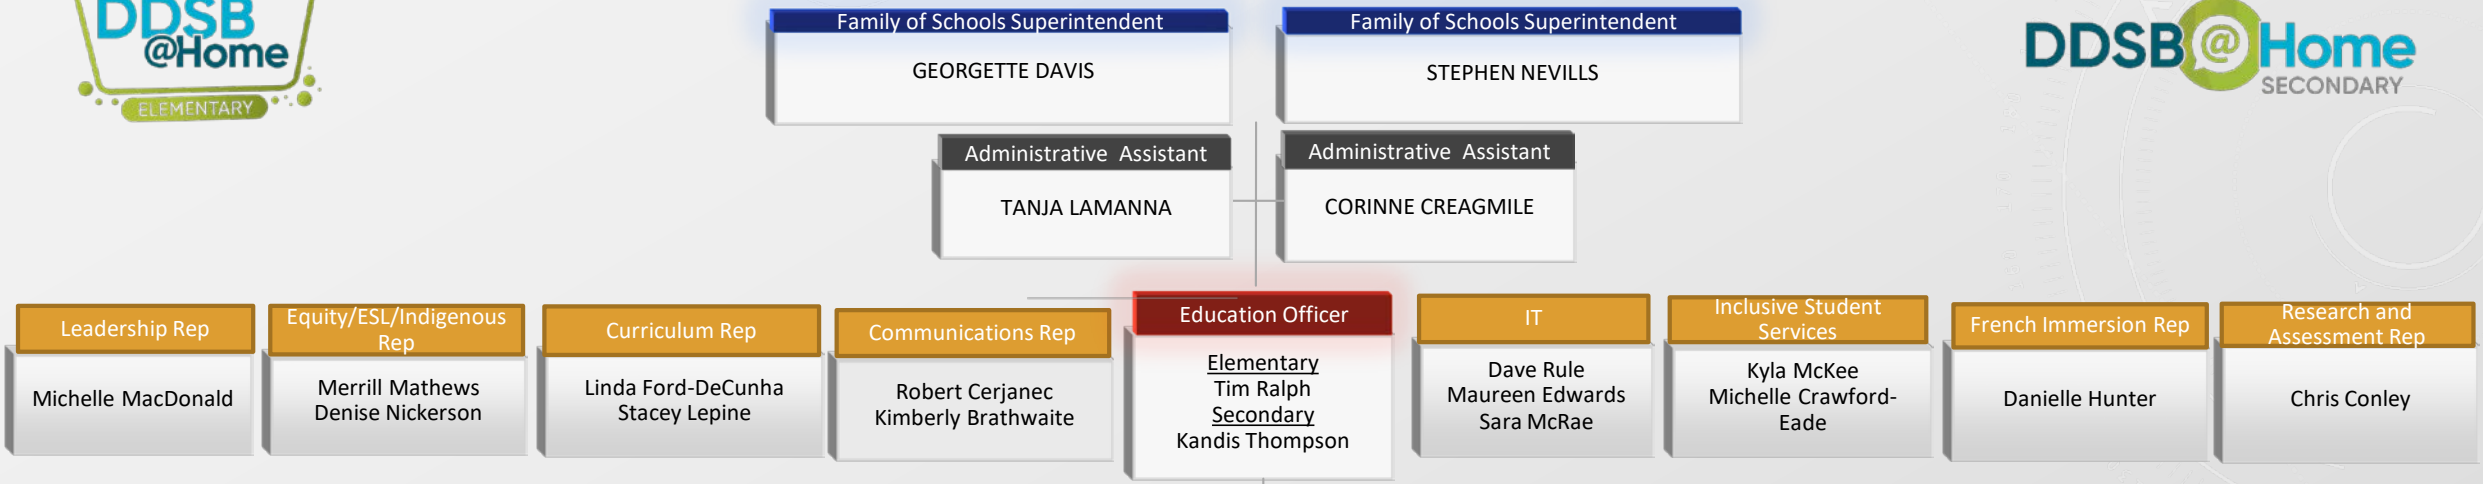 DDSB
@Home
ELEMENTARY
Family of Schools Superintendent
GEORGETTE DAVIS
Family of Schools Superintendent
STEPHEN NEVILLS
DDSB@Home
SECONDARY
Administrative Assistant
TANJA LAMANNA
Administrative Assistant
CORINNE CREAGMILE
Leadership Rep
Michelle MacDonald
Equity/ESL/Indigenous
Rep
Merrill Mathews
Denise Nickerson
Curriculum Rep
Linda Ford-DeCunha
Stacey Lepine
Communications Rep
Robert Cerjanec
Kimberly Brathwaite
Education Officer
Elementary
Tim Ralph
Secondary
Kandis Thompson
IT
Dave Rule
Maureen Edwards
Sara McRae
Inclusive Student
Services
Kyla McKee
Michelle Crawford-
Eade
French Immersion Rep
Danielle Hunter
Research and
Assessment Rep
Chris Conley